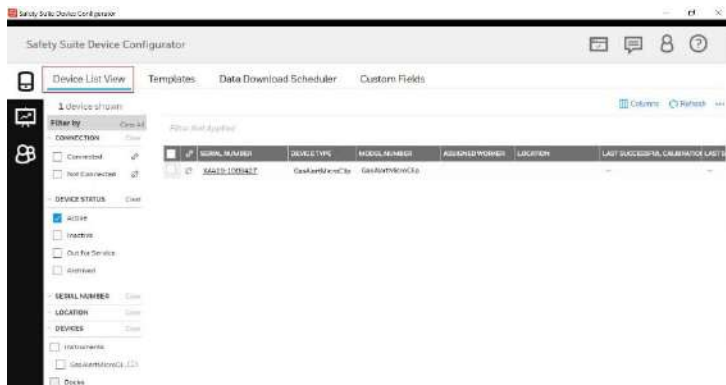 Safety Suite Device Configurator
Safety Suite Device Configurator
Device List View
Templates
Data Download Scheduler
Custom Fields
1 device shown
Columns
Refresh
Filter by
Clear All
Filter Not Applied
CONNECTION
Clear
Connected
Not Connected
SERIAL NUMBER
DEVICE TYPE
MODEL NUMBER
ASSIGNED WORKER
LOCATION
LAST SUCCESSFUL CALIBRATION
GasAlertMicroClip
GasAlertMicroClip
DEVICE STATUS
Clear
Active
Inactive
Out for Service
Archived
SERIAL NUMBER
Clear
LOCATION
Clear
DEVICES
Clear
Instruments
Docks